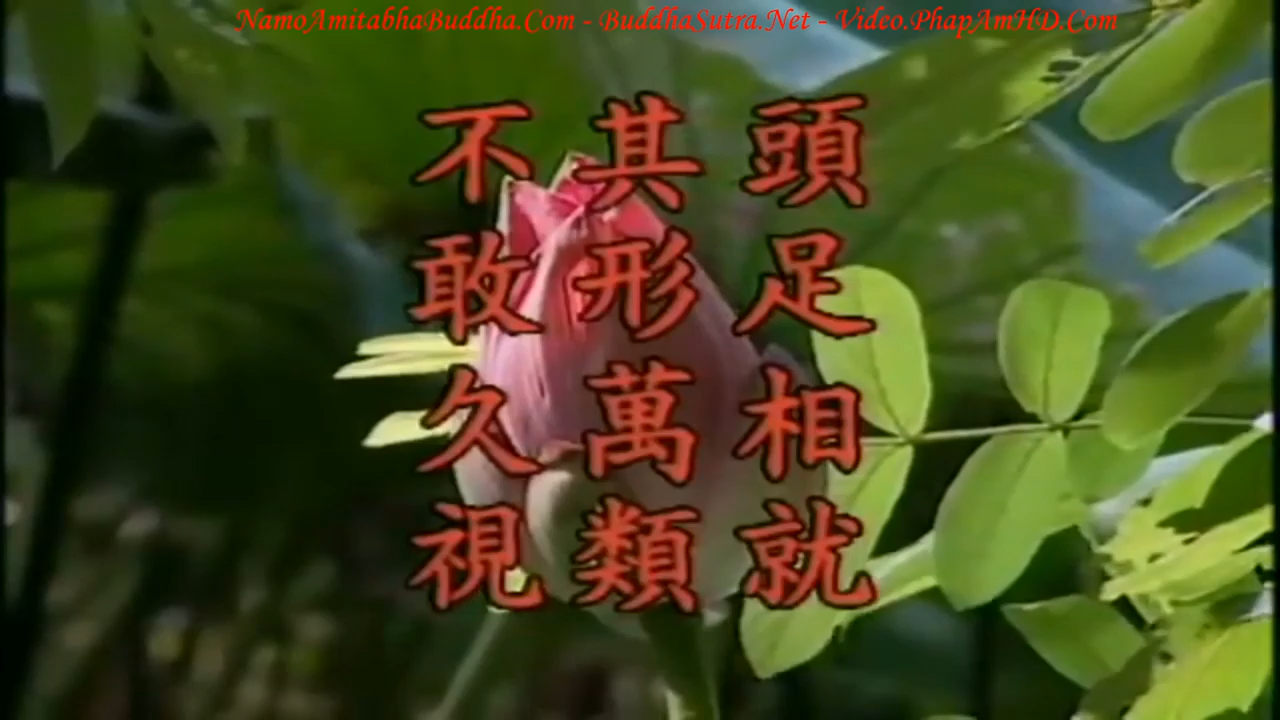 NamoAmitabhaBuddha.Com - BuddhaSutra.Net - Video.PhapAmHD.Com
頭足相就
其形萬類
不敢久視